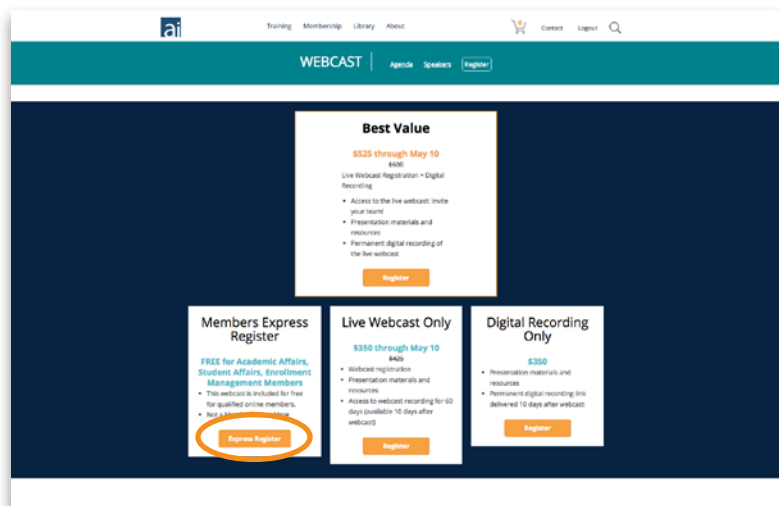 ai
Training Membership Library About
0
Contact Logout
WEBCAST
Agenda Speakers Register
Best Value
$525 through May 10
$600
Live Webcast Registration + Digital
Recording
• Access to the live webcast: invite
your team!
• Presentation materials and
resources
• Permanent digital recording of
the live webcast
Register
Members Express
Register
FREE for Academic Affairs,
Student Affairs, Enrollment
Management Members
• This webcast is included for free
for qualified online members.
• Not a
Express Register
Live Webcast Only
$350 through May 10
$425
• Webcast registration
• Presentation materials and
resources
• Access to webcast recording for 60
days (available 10 days after
webcast)
Register
Digital Recording
Only
$350
• Presentation materials and
resources
• Permanent digital recording link
delivered 10 days after webcast
Register